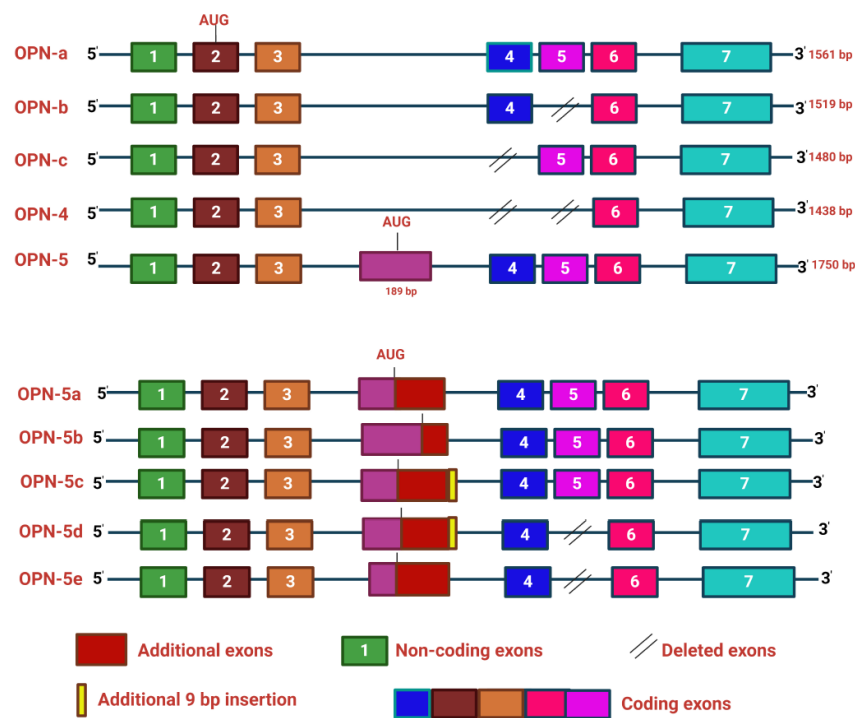 AUG
OPN-a 5' 1 2 3 4 5 6 7 3' 1561 bp
OPN-b 5' 1 2 3 4 6 7 3' 1519 bp
OPN-c 5' 1 2 3 5 6 7 3' 1480 bp
OPN-4 5' 1 2 3 6 7 3' 1438 bp
AUG
OPN-5 5' 1 2 3 4 5 6 7 3' 1750 bp
189 bp
AUG
OPN-5a 5' 1 2 3 4 5 6 7 3'
OPN-5b 5' 1 2 3 4 5 6 7 3'
OPN-5c 5' 1 2 3 4 5 6 7 3'
OPN-5d 5' 1 2 3 4 6 7 3'
OPN-5e 5' 1 2 3 4 6 7 3'
Additional exons 1 Non-coding exons Deleted exons
Additional 9 bp insertion Coding exons